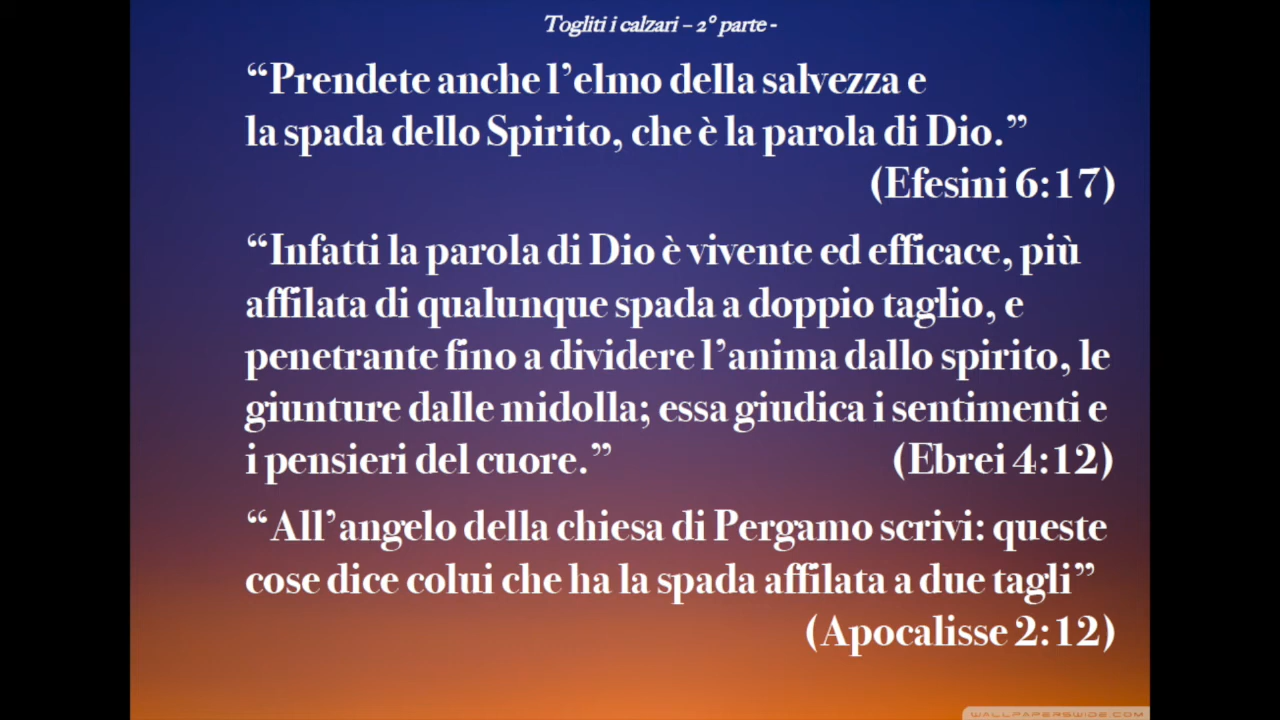 Togliti i calzari – 2° parte -
“Prendete anche l’elmo della salvezza e
la spada dello Spirito, che è la parola di Dio.”
(Efesini 6:17)
“Infatti la parola di Dio è vivente ed efficace, più
affilata di qualunque spada a doppio taglio, e
penetrante fino a dividere l’anima dallo spirito, le
giunture dalle midolla; essa giudica i sentimenti e
i pensieri del cuore.” (Ebrei 4:12)
“All’angelo della chiesa di Pergamo scrivi: queste
cose dice colui che ha la spada affilata a due tagli”
(Apocalisse 2:12)
WALLPAPERSWIDE.COM